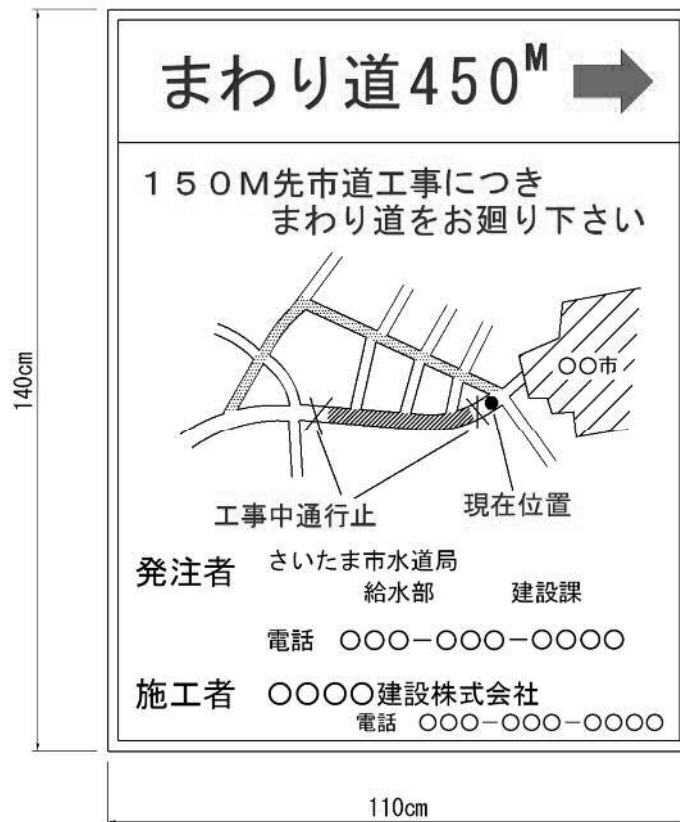 まわり道450M
150M先市道工事につき
まわり道をお廻り下さい
〇〇市
工事中通行止
現在位置
発注者 さいたま市水道局
給水部 建設課
電話 〇〇〇−〇〇〇−〇〇〇〇
施工者 〇〇〇〇建設株式会社
電話 〇〇〇−〇〇〇−〇〇〇〇
140cm
110cm